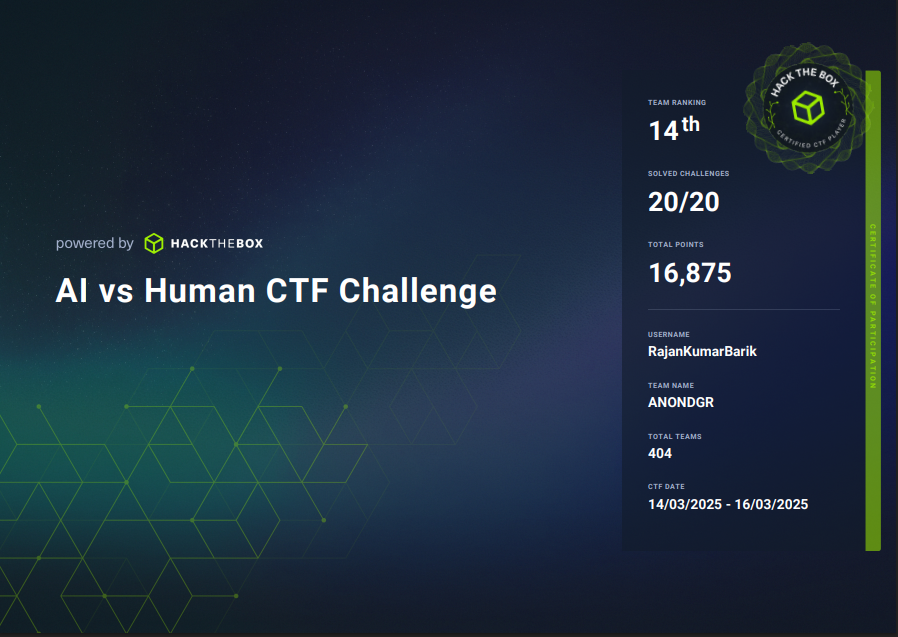 powered by HACKTHEBOX
AI vs Human CTF Challenge
HACK THE BOX
CERTIFIED CTF PLAYER
TEAM RANKING
14th
SOLVED CHALLENGES
20/20
TOTAL POINTS
16,875
USERNAME
RajanKumarBarik
TEAM NAME
ANONDGR
TOTAL TEAMS
404
CTF DATE
14/03/2025 - 16/03/2025
CERTIFICATE OF PARTICIPATION